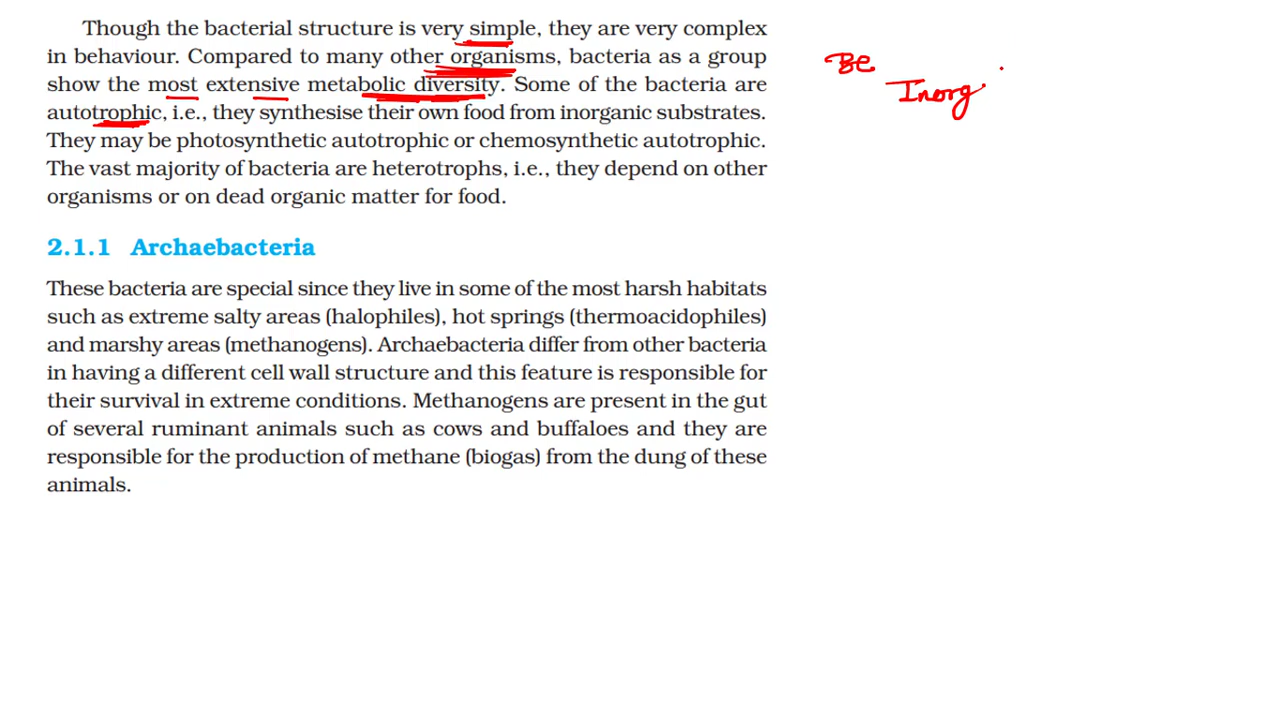 Though the bacterial structure is very simple, they are very complex
in behaviour. Compared to many other organisms, bacteria as a group
show the most extensive metabolic diversity. Some of the bacteria are
autotrophic, i.e., they synthesise their own food from inorganic substrates.
They may be photosynthetic autotrophic or chemosynthetic autotrophic.
The vast majority of bacteria are heterotrophs, i.e., they depend on other
organisms or on dead organic matter for food.
Be
Inorg
2.1.1 Archaebacteria
These bacteria are special since they live in some of the most harsh habitats
such as extreme salty areas (halophiles), hot springs (thermoacidophiles)
and marshy areas (methanogens). Archaebacteria differ from other bacteria
in having a different cell wall structure and this feature is responsible for
their survival in extreme conditions. Methanogens are present in the gut
of several ruminant animals such as cows and buffaloes and they are
responsible for the production of methane (biogas) from the dung of these
animals.